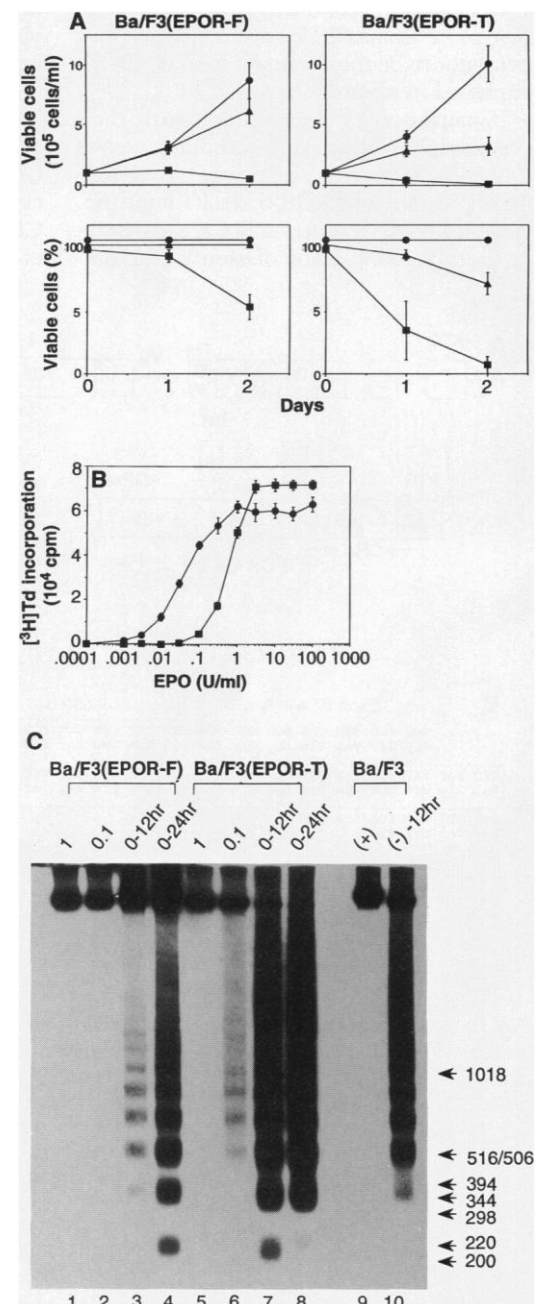 A
Ba/F3(EPOR-F)
Ba/F3(EPOR-T)
Viable cells
(10⁵ cells/ml)
10
5
0
10
5
0
Viable cells (%)
100
5
0
100
5
0
0 1 2
0 1 2
Days
B
[³H]Td incorporation
(10⁴ cpm)
8
6
4
2
0
.0001 .001 .01 .1 1 10 100 1000
EPO (U/ml)
C
Ba/F3(EPOR-F) Ba/F3(EPOR-T) Ba/F3
1 0.1 0-12hr 0-24hr 1 0.1 0-12hr 0-24hr (+) (-)-12hr
1018
516/506
394
344
298
220
200
1 2 3 4 5 6 7 8 9 10